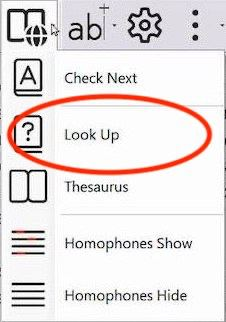 ab
A
Check Next
?
Look Up
Thesaurus
Homophones Show
Homophones Hide